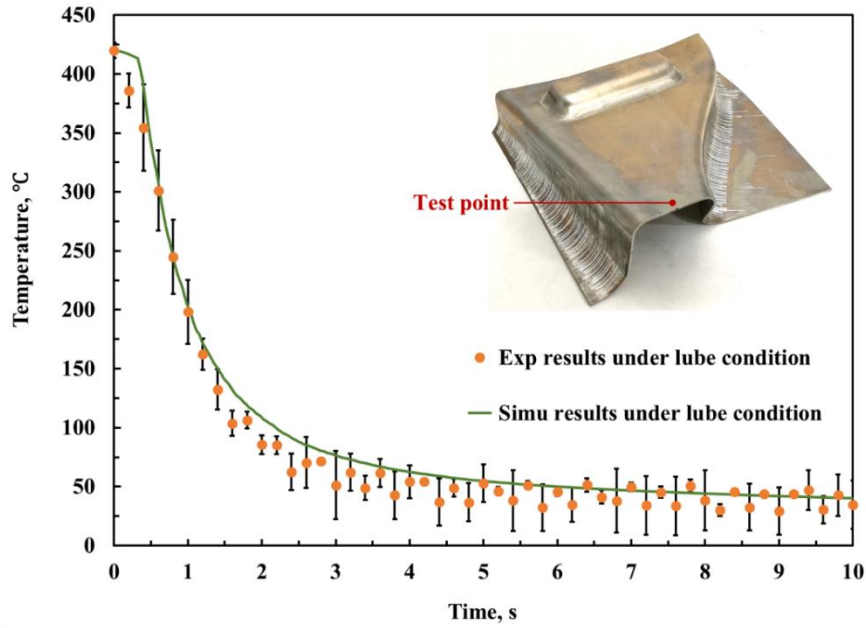 450
400
350
300
250
200
150
100
50
0
Temperature, ℃
Test point
Exp results under lube condition
Simu results under lube condition
0 1 2 3 4 5 6 7 8 9 10
Time, s